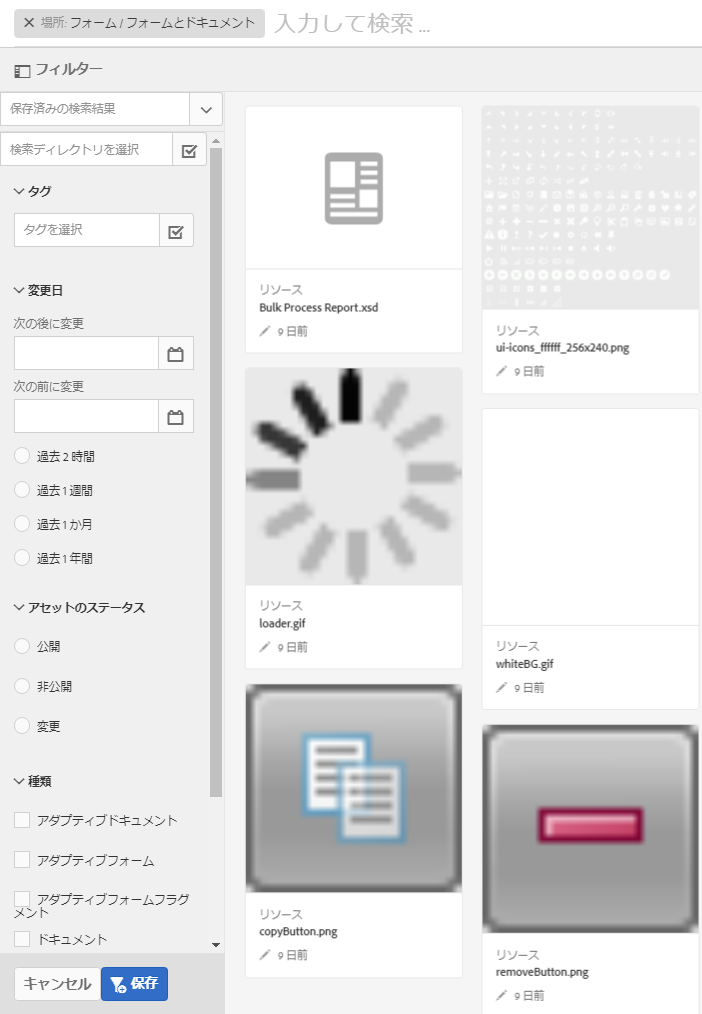 ✕ 場所: フォーム / フォームとドキュメント 入力して検索 ...
フィルター
保存済みの検索結果
検索ディレクトリを選択
タグ
タグを選択
変更日
次の後に変更
次の前に変更
過去 2 時間
過去 1 週間
過去 1 か月
過去 1 年間
アセットのステータス
公開
非公開
変更
種類
アダプティブドキュメント
アダプティブフォーム
アダプティブフォームフラグ
メント
ドキュメント
キャンセル 保存
リソース
Bulk Process Report.xsd
9 日前
リソース
ui-icons_ffffff_256x240.png
9 日前
リソース
loader.gif
9 日前
リソース
whiteBG.gif
9 日前
リソース
copyButton.png
9 日前
リソース
removeButton.png
9 日前